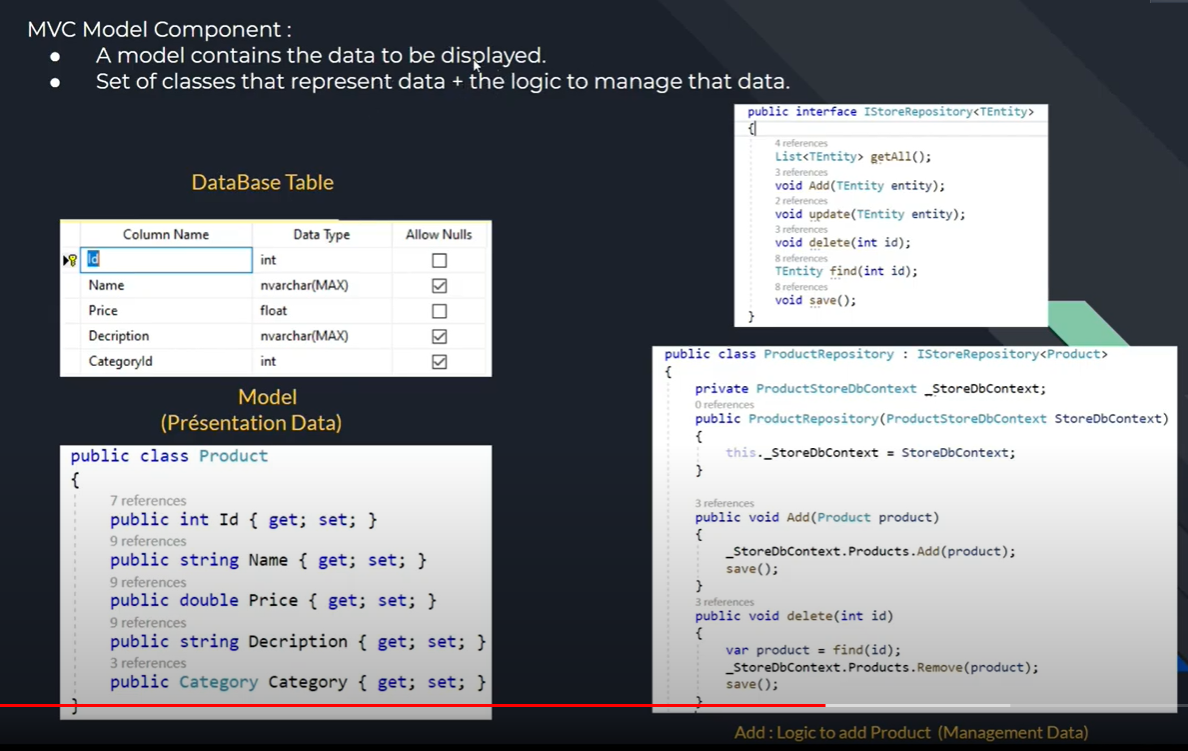 MVC Model Component :
● A model contains the data to be displayed.
● Set of classes that represent data + the logic to manage that data.
DataBase Table
Column Name Data Type Allow Nulls
Id int
Name nvarchar(MAX)
Price float
Decription nvarchar(MAX)
CategoryId int
Model
(Présentation Data)
public class Product
{
7 references
public int Id { get; set; }
9 references
public string Name { get; set; }
9 references
public double Price { get; set; }
9 references
public string Decription { get; set; }
3 references
public Category Category { get; set; }
}
public interface IStoreRepository<TEntity>
{
4 references
List<TEntity> getAll();
3 references
void Add(TEntity entity);
2 references
void update(TEntity entity);
3 references
void delete(int id);
8 references
TEntity find(int id);
8 references
void save();
}
public class ProductRepository : IStoreRepository<Product>
{
private ProductStoreDbContext _StoreDbContext;
0 references
public ProductRepository(ProductStoreDbContext StoreDbContext)
{
this._StoreDbContext = StoreDbContext;
}
3 references
public void Add(Product product)
{
_StoreDbContext.Products.Add(product);
save();
}
3 references
public void delete(int id)
{
var product = find(id);
_StoreDbContext.Products.Remove(product);
save();
}
Add : Logic to add Product (Management Data)